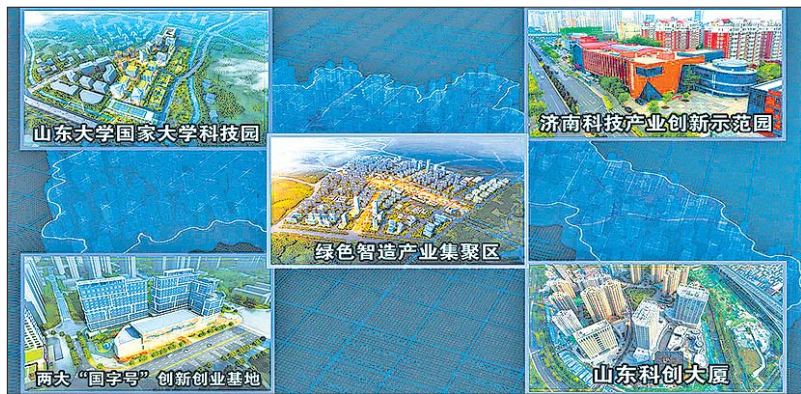 山东大学国家大学科技园
济南科技产业创新示范园
绿色智造产业集聚区
两大“国字号”创新创业基地
山东科创大厦